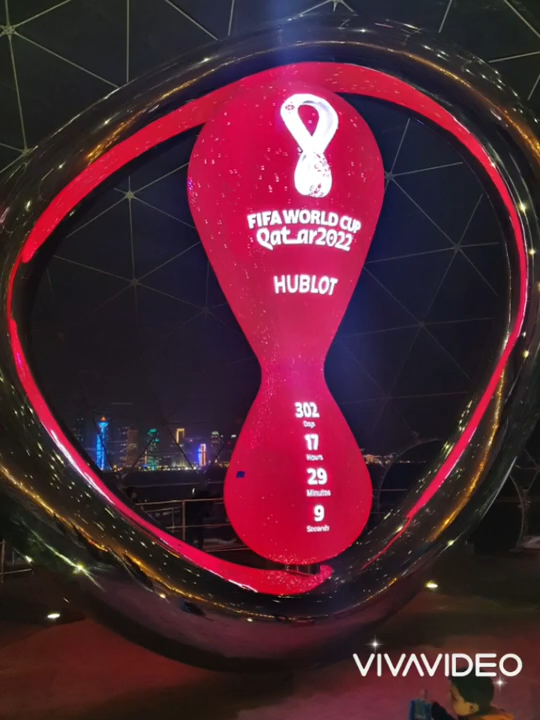 FIFA WORLD CUP
Qatar2022
HUBLOT
302
Days
17
Hours
29
Minutes
9
Seconds
VIVAVIDEO